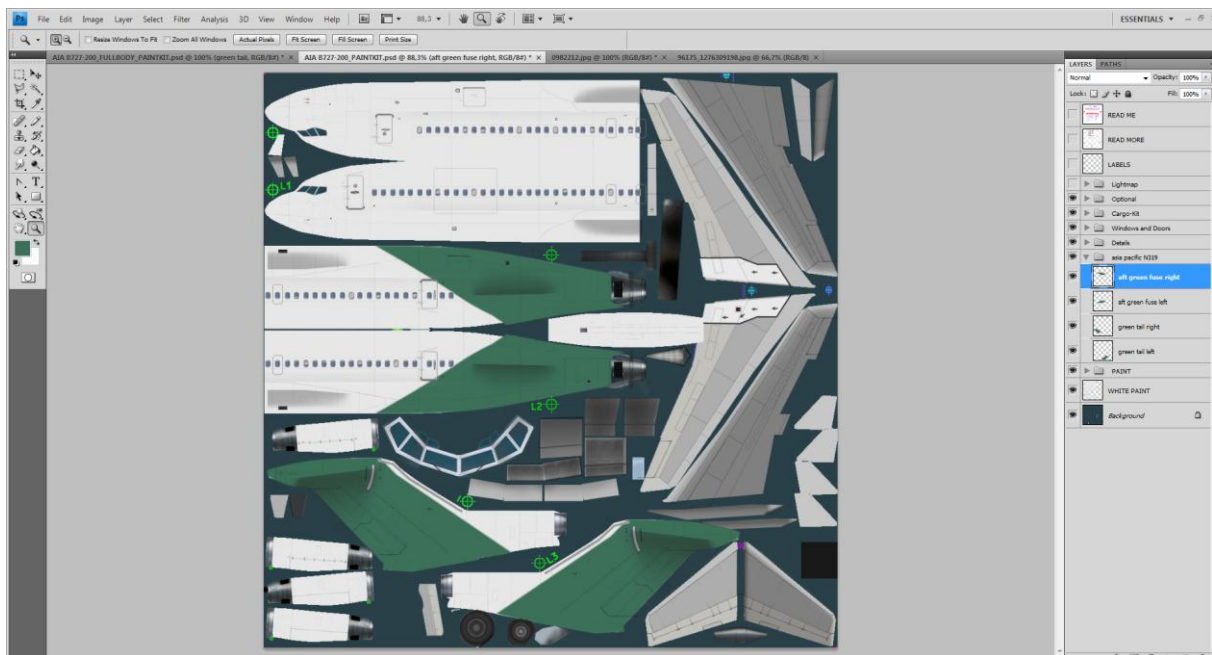 Ps File Edit Image Layer Select Filter Analysis 3D View Window Help 88,3 ESSENTIALS
Resize Windows To Fit Zoom All Windows Actual Pixels Fit Screen Fill Screen Print Size
AIA B727-200_FULLBODY_PAINTKIT.psd @ 100% (green tail, RGB/8#) * × AIA B727-200_PAINTKIT.psd @ 88,3% (aft green fuse right, RGB/8#) * × 0982212.jpg @ 100% (RGB/8#) * × 96175_1276309198.jpg @ 66,7% (RGB/8) ×
LAYERS PATHS
Normal Opacity: 100%
Lock: Fill: 100%
READ ME
READ MORE
LABELS
Lightmap
Optional
Cargo-Kit
Windows and Doors
Details
asia pacific N319
aft green fuse right
aft green fuse left
green tail right
green tail left
PAINT
WHITE PAINT
Background
L1
L2
L3